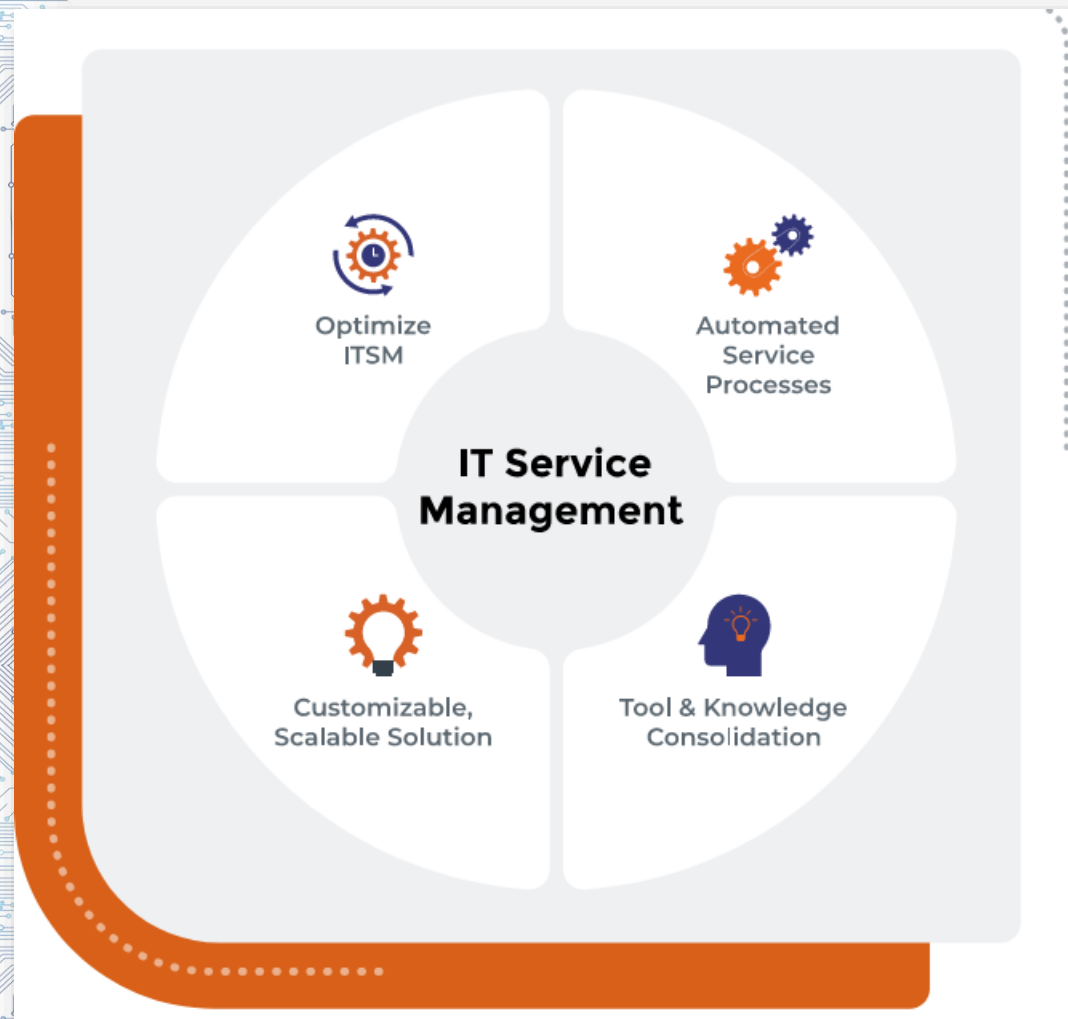 Optimize
ITSM
Automated
Service
Processes
IT Service
Management
Customizable,
Scalable Solution
Tool & Knowledge
Consolidation